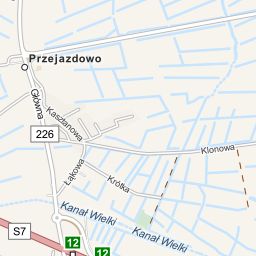 Przejazdowo
Główna
Kasztanowa
226
Klonowa
Łąkowa
Krótka
Kanał Wielki
S7
12
Kanał Wielki
12